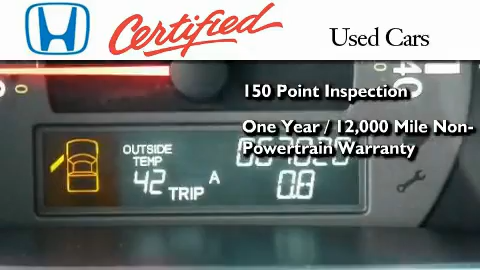 Certified
Used Cars
150 Point Inspection
One Year / 12,000 Mile Non-
Powertrain Warranty
OUTSIDE
TEMP
42
TRIP A
0.8